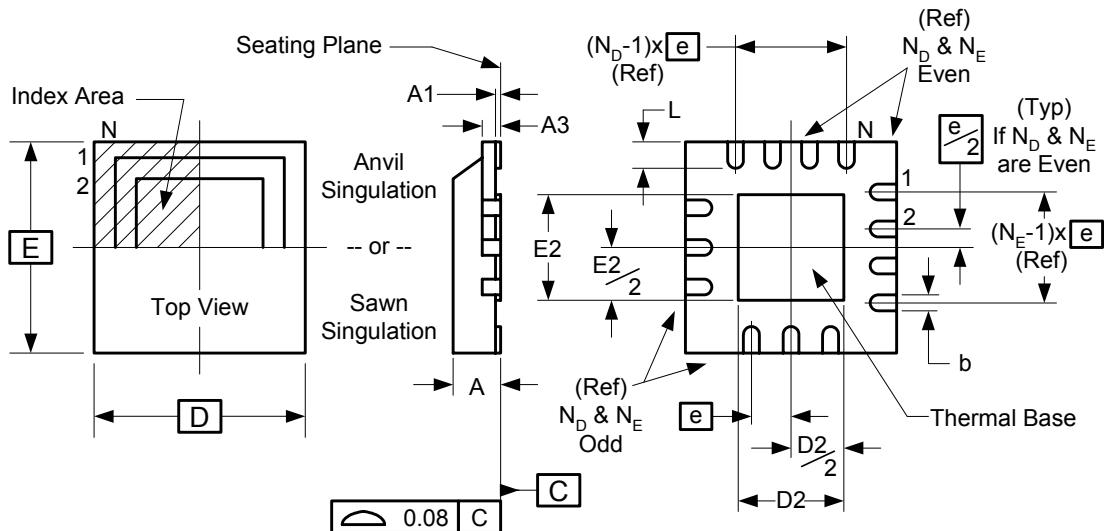 Seating Plane
Index Area
N
1
2
E
Top View
D
A1
A3
Anvil
Singulation
-- or --
Sawn
Singulation
A
0.08 C
C
(N_D-1)x e
(Ref)
(Ref)
N_D & N_E
Even
L
N
e/2
(Typ)
If N_D & N_E
are Even
1
2
(N_E-1)x e
(Ref)
E2
E2/2
b
(Ref)
N_D & N_E
Odd
e
Thermal Base
D2/2
D2